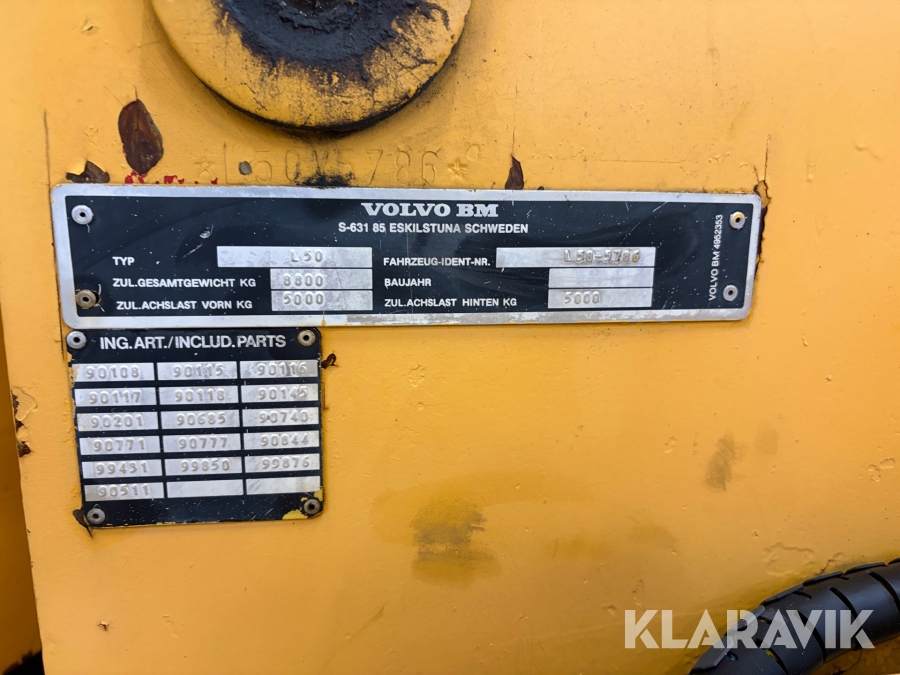 *L50V5786*
VOLVO BM
S-631 85 ESKILSTUNA SCHWEDEN
TYP L50 FAHRZEUG-IDENT-NR. L50-5786
ZUL.GESAMTGEWICHT KG 8800 BAUJAHR
ZUL.ACHSLAST VORN KG 5000 ZUL.ACHSLAST HINTEN KG 5000
VOLVO BM 4952353
ING.ART./INCLUD.PARTS
90108 90115 90116
90117 90118 90145
90201 90685 90740
90771 90777 90844
99431 99850 99876
90511
KLARAVIK